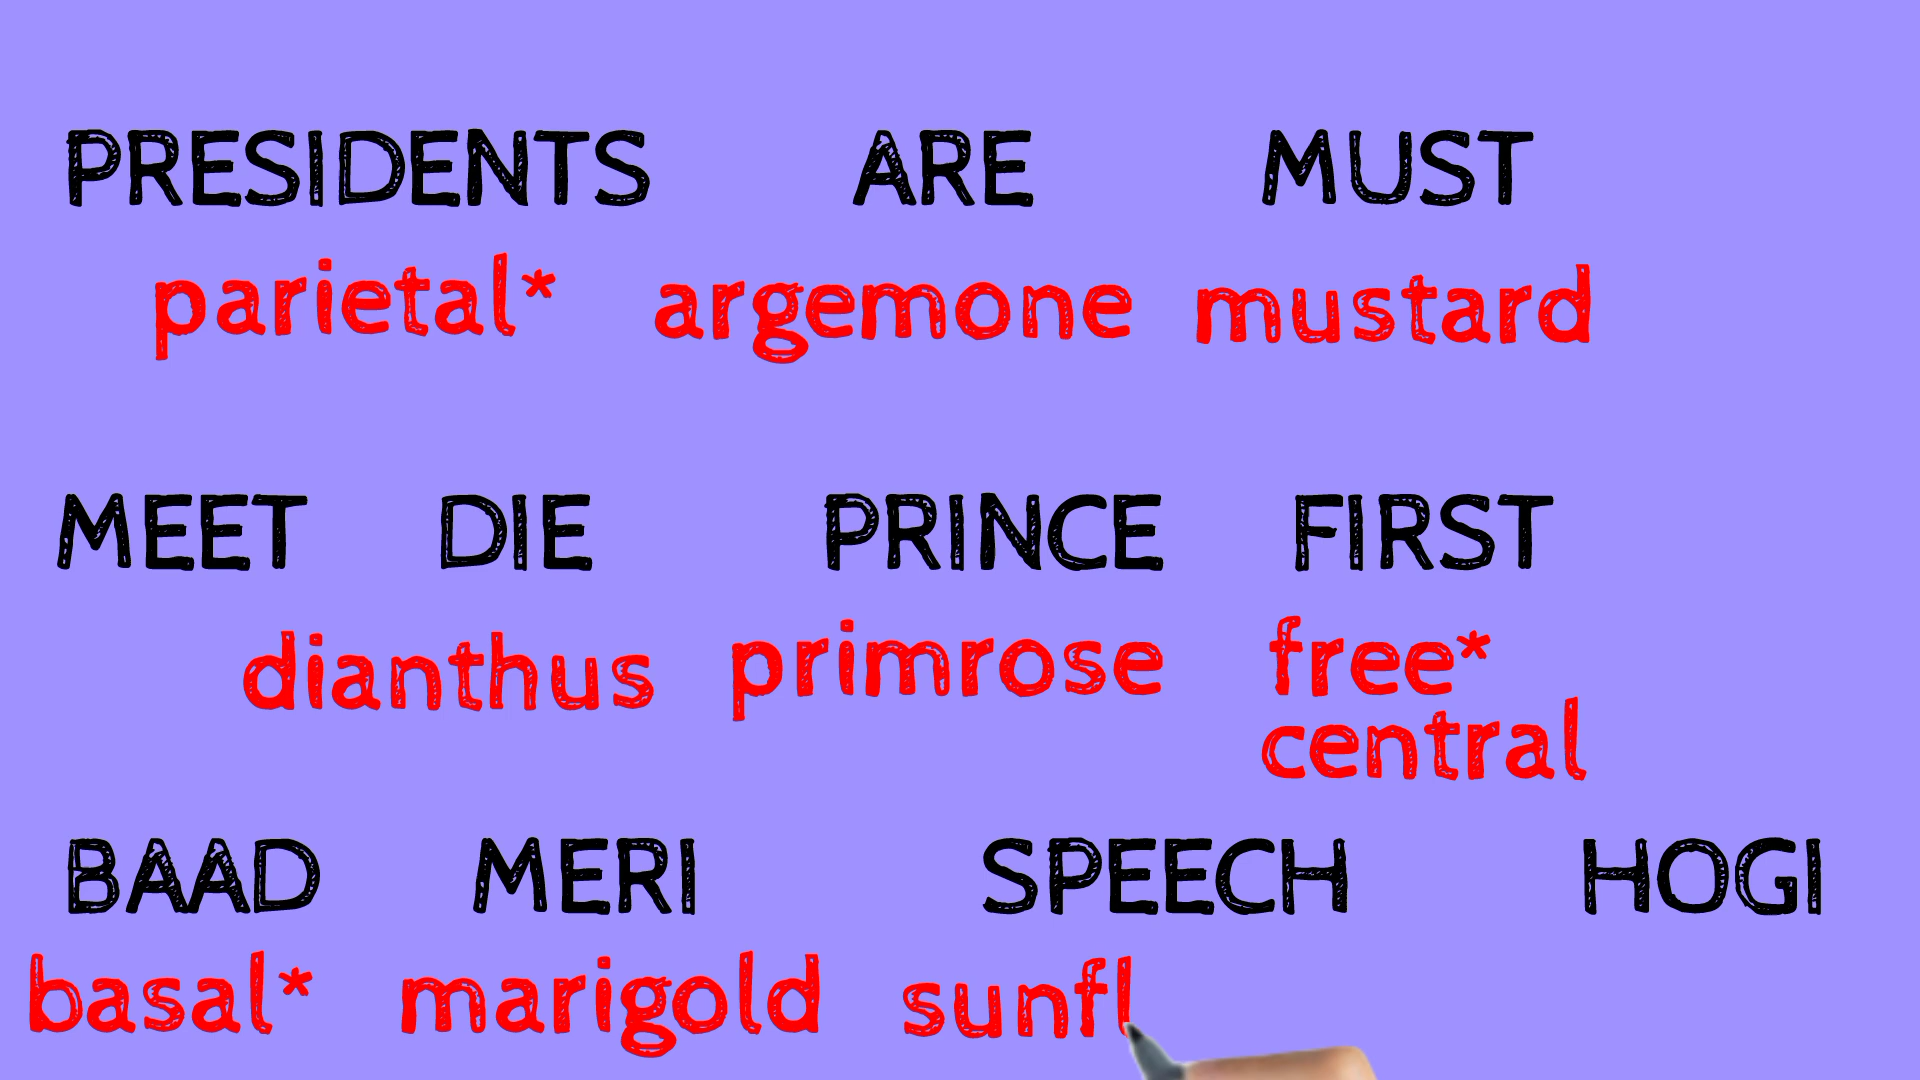 PRESIDENTS ARE MUST
parietal* argemone mustard
MEET DIE PRINCE FIRST
dianthus primrose free*
central
BAAD MERI SPEECH HOGI
basal* marigold sunfl